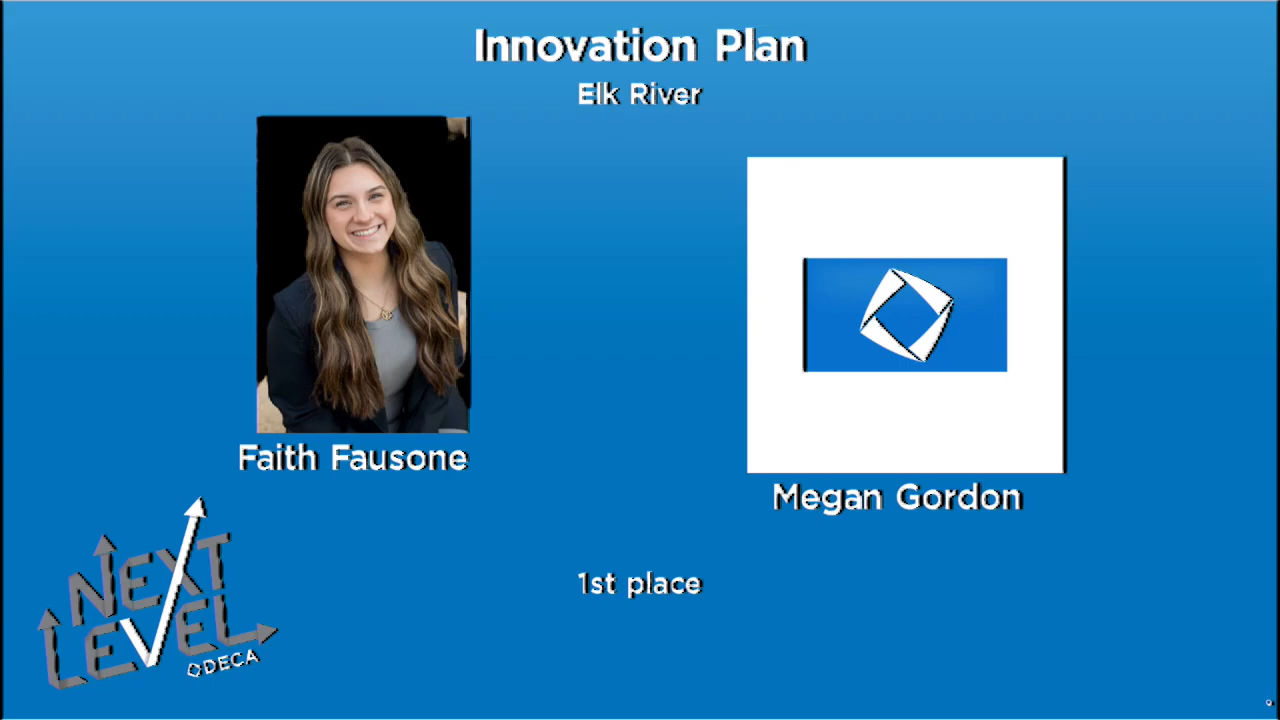 Innovation Plan
Elk River
Faith Fausone
Megan Gordon
1st place
NEXT
LEVEL
DECA